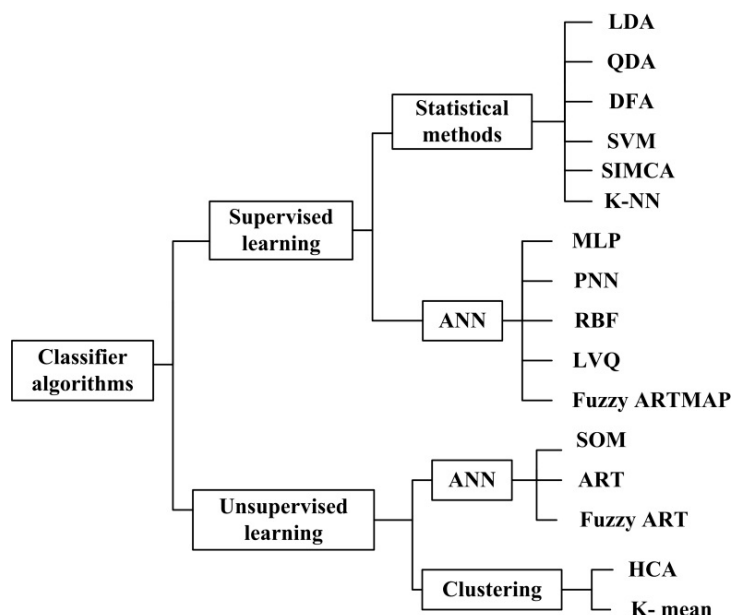 LDA
QDA
DFA
Statistical
methods
SVM
SIMCA
K-NN
Supervised
learning
MLP
PNN
ANN
RBF
LVQ
Fuzzy ARTMAP
Classifier
algorithms
SOM
ANN
ART
Fuzzy ART
Unsupervised
learning
HCA
Clustering
K- mean